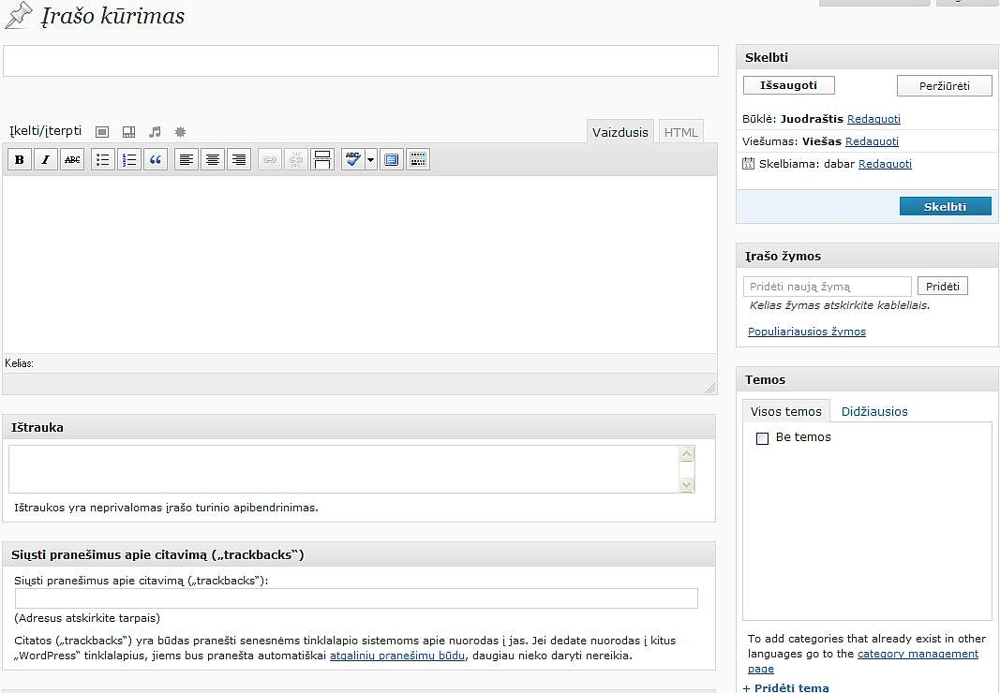 Įrašo kūrimas
Įkelti/įterpti
Vaizdusis
HTML
B I ABC
ABC
Kelias:
Ištrauka
Ištraukos yra neprivalomas įrašo turinio apibendrinimas.
Siųsti pranešimus apie citavimą („trackbacks“)
Siųsti pranešimus apie citavimą („trackbacks“):
(Adresus atskirkite tarpais)
Citatos („trackbacks“) yra būdas pranešti senesnėms tinklalapio sistemoms apie nuorodas į jas. Jei dedate nuorodas į kitus
„WordPress“ tinklalapius, jiems bus pranešta automatiškai atgalinių pranešimų būdu, daugiau nieko daryti nereikia.
Skelbti
Išsaugoti
Peržiūrėti
Būklė: Juodraštis Redaguoti
Viešumas: Viešas Redaguoti
Skelbiama: dabar Redaguoti
Skelbti
Įrašo žymos
Pridėti naują žymą
Pridėti
Kelias žymas atskirkite kableliais.
Populiariausios žymos
Temos
Visos temos
Didžiausios
Be temos
To add categories that already exist in other
languages go to the category management
page
+ Pridėti temą